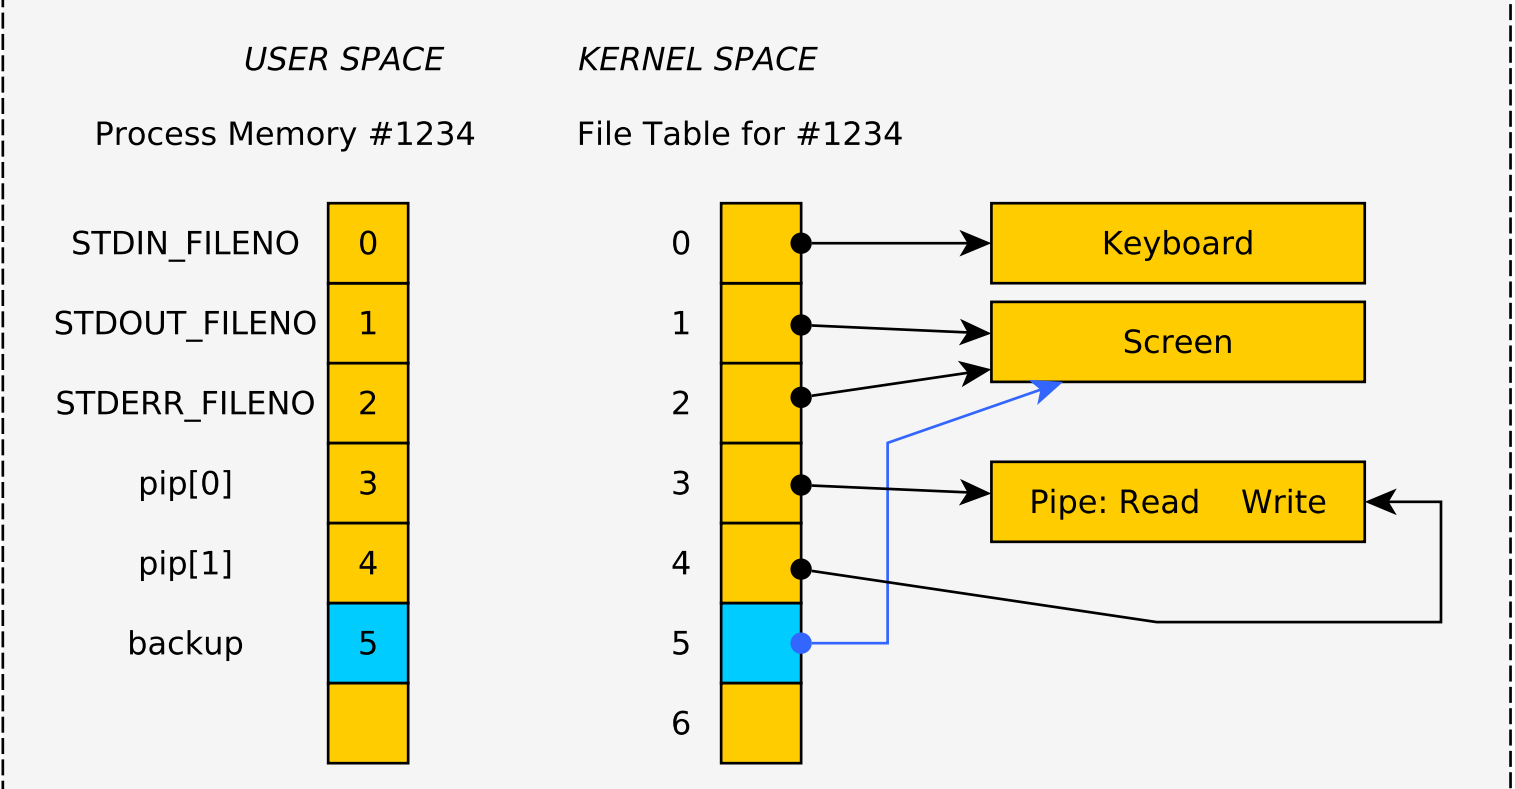 USER SPACE KERNEL SPACE
Process Memory #1234 File Table for #1234
STDIN_FILENO 0 0 Keyboard
STDOUT_FILENO 1 1 Screen
STDERR_FILENO 2 2
pip[0] 3 3 Pipe: Read Write
pip[1] 4 4
backup 5 5
6